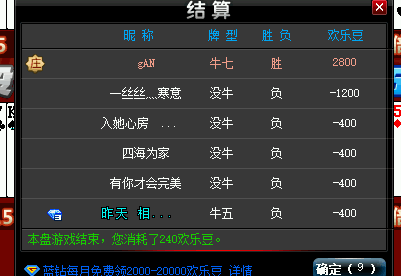 结 算
昵 称 牌 型 胜 负 欢乐豆
庄 gAN 牛七 胜 2800
一丝丝灬寒意 没牛 负 -1200
入她心房 ... 没牛 负 -400
四海为家 没牛 负 -400
有你才会完美 没牛 负 -400
昨天 相... 牛五 负 -400
本盘游戏结束，您消耗了240欢乐豆。
蓝钻每月免费领2000-20000欢乐豆 详情
确定（9）